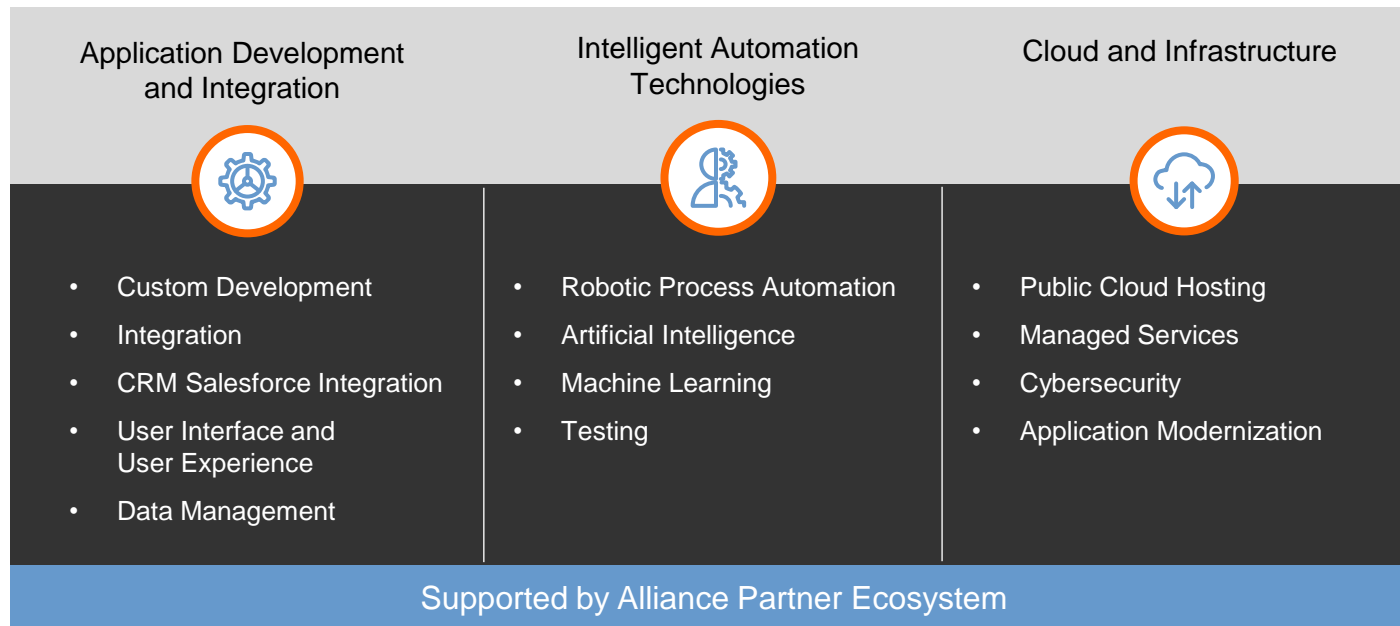 Application Development
and Integration
Intelligent Automation
Technologies
Cloud and Infrastructure
• Custom Development
• Integration
• CRM Salesforce Integration
• User Interface and
User Experience
• Data Management
• Robotic Process Automation
• Artificial Intelligence
• Machine Learning
• Testing
• Public Cloud Hosting
• Managed Services
• Cybersecurity
• Application Modernization
Supported by Alliance Partner Ecosystem